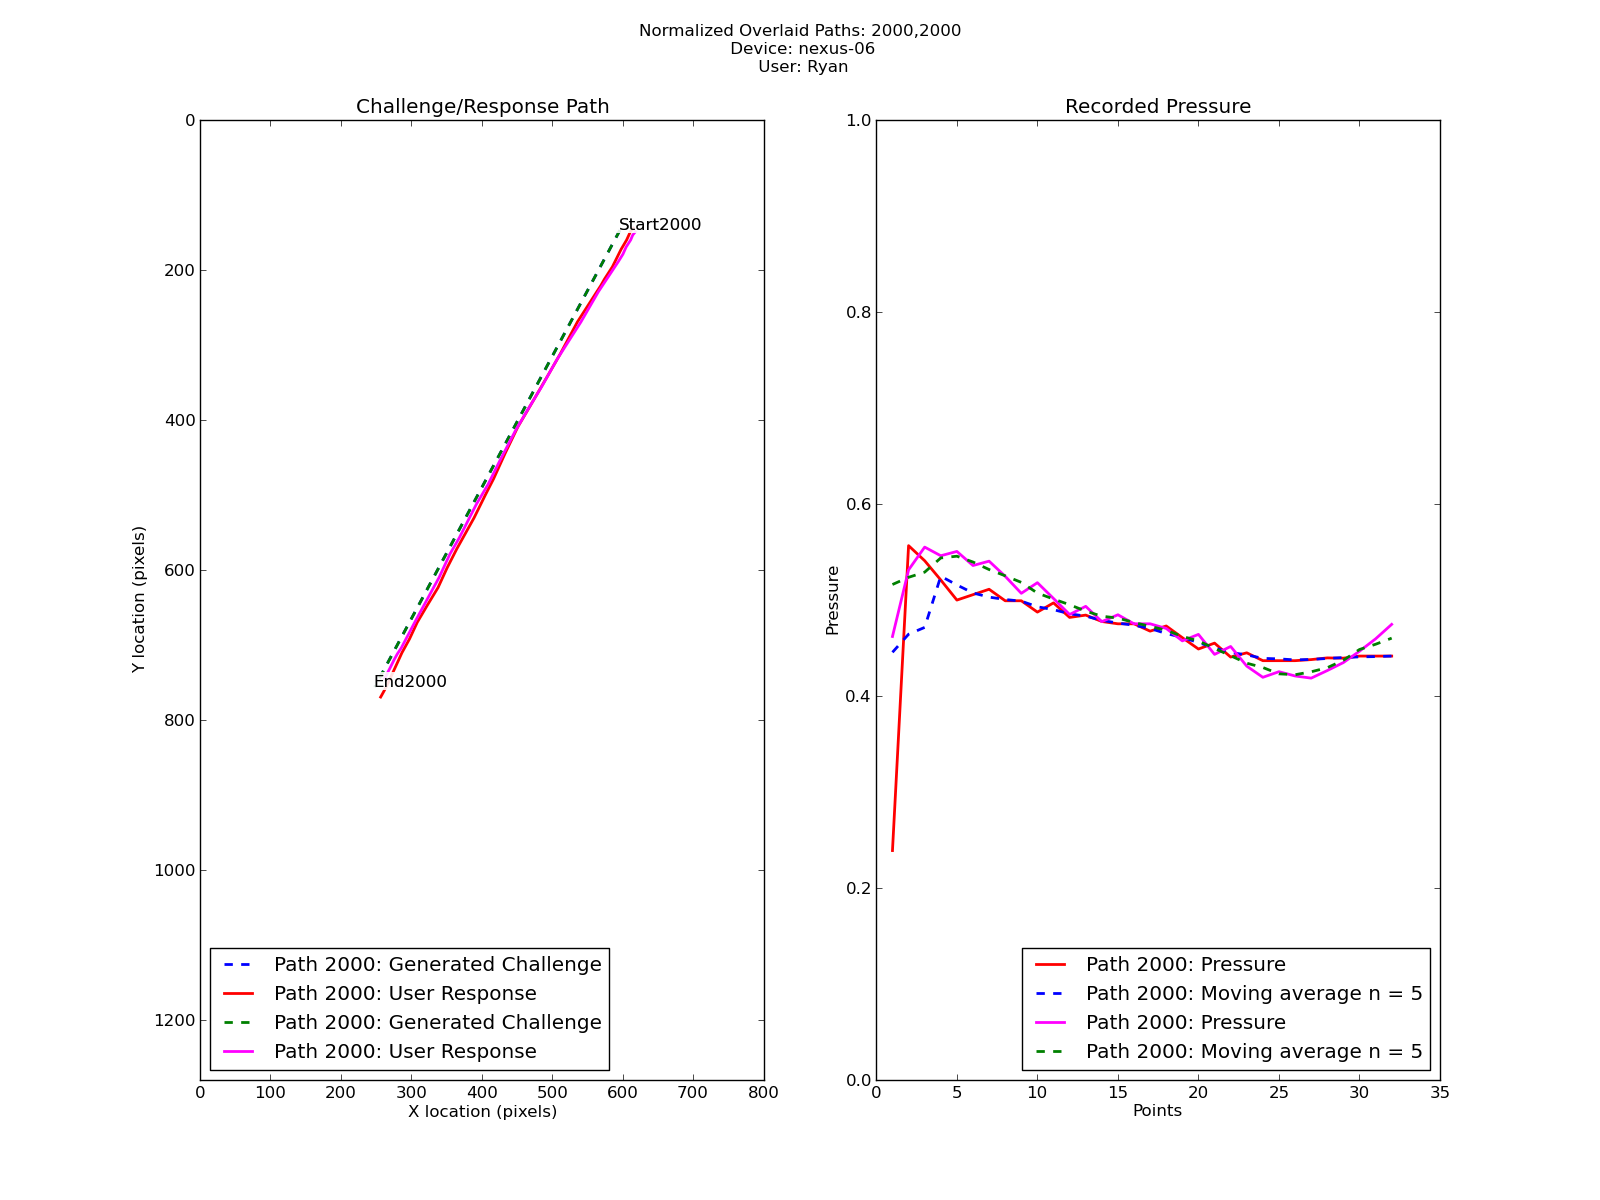 Normalized Overlaid Paths: 2000,2000
Device: nexus-06
User: Ryan
Challenge/Response Path
0
200
400
600
800
1000
1200
Y location (pixels)
Start2000
End2000
Path 2000: Generated Challenge
Path 2000: User Response
Path 2000: Generated Challenge
Path 2000: User Response
0 100 200 300 400 500 600 700 800
X location (pixels)
Recorded Pressure
1.0
0.8
0.6
0.4
0.2
0.0
Pressure
Path 2000: Pressure
Path 2000: Moving average n = 5
Path 2000: Pressure
Path 2000: Moving average n = 5
0 5 10 15 20 25 30 35
Points